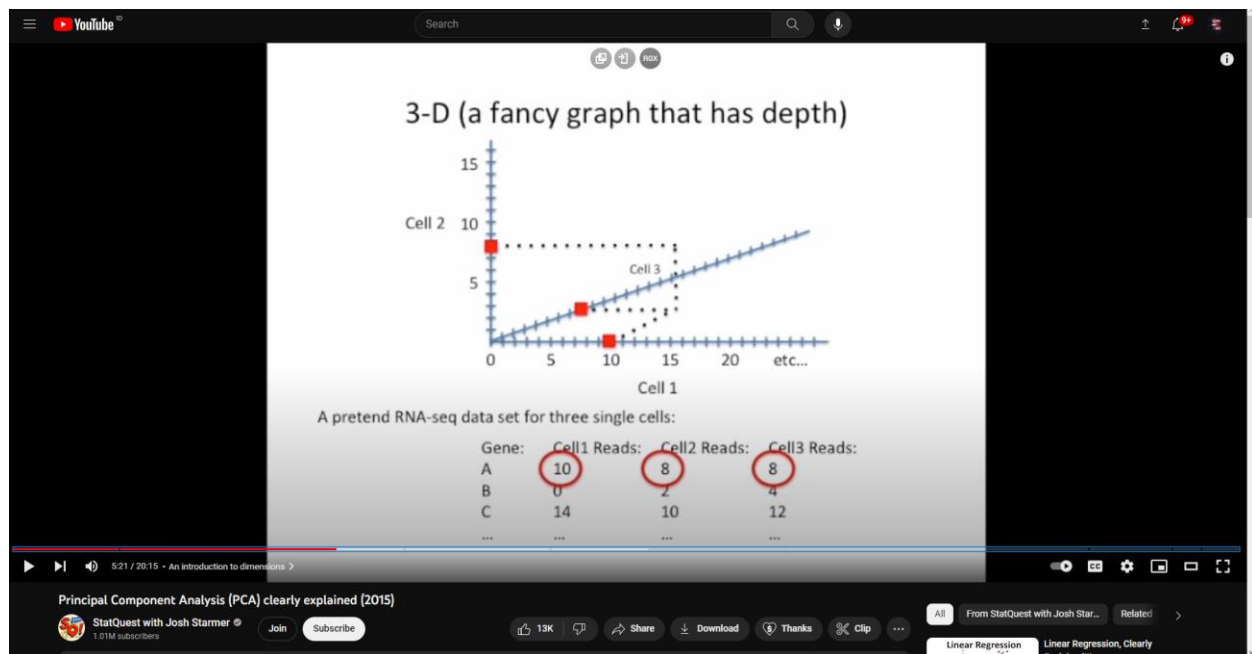 YouTube ID
Search
9+
RGX
3-D (a fancy graph that has depth)
15
Cell 2 10
Cell 3
5
0 5 10 15 20 etc...
Cell 1
A pretend RNA-seq data set for three single cells:
Gene: Cell1 Reads: Cell2 Reads: Cell3 Reads:
A 10 8 8
B 0 2 4
C 14 10 12
... ... ... ...
5:21 / 20:15 • An introduction to dimensions
CC
Principal Component Analysis (PCA) clearly explained (2015)
StatQuest with Josh Starmer
1.01M subscribers
Join
Subscribe
13K
Share
Download
Thanks
Clip
...
All
From StatQuest with Josh Star...
Related
Linear Regression
Linear Regression, Clearly